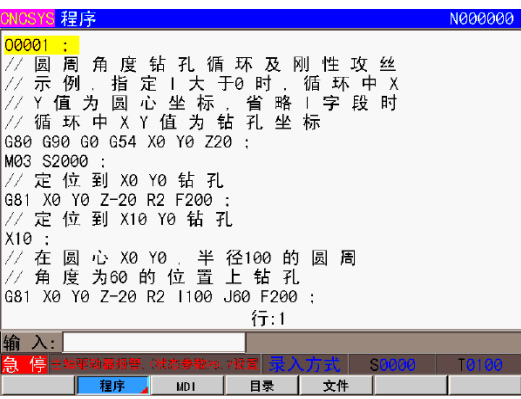 CNCSYS 程序 N000000
O0001 ;
// 圆周角度钻孔循环及刚性攻丝
// 示例，指定I大于0时，循环中X
// Y值为圆心坐标，省略I字段时
// 循环中XY值为钻孔坐标
G80 G90 G0 G54 X0 Y0 Z20 ;
M03 S2000 ;
// 定位到 X0 Y0 钻孔
G81 X0 Y0 Z-20 R2 F200 ;
// 定位到 X10 Y0 钻孔
X10 ;
// 在圆心 X0 Y0，半径100的圆周
// 角度为60的位置上钻孔
G81 X0 Y0 Z-20 R2 I100 J60 F200 ;
行:1
输入:
急停 录入方式 S0000 T0100
程序 MDI 目录 文件